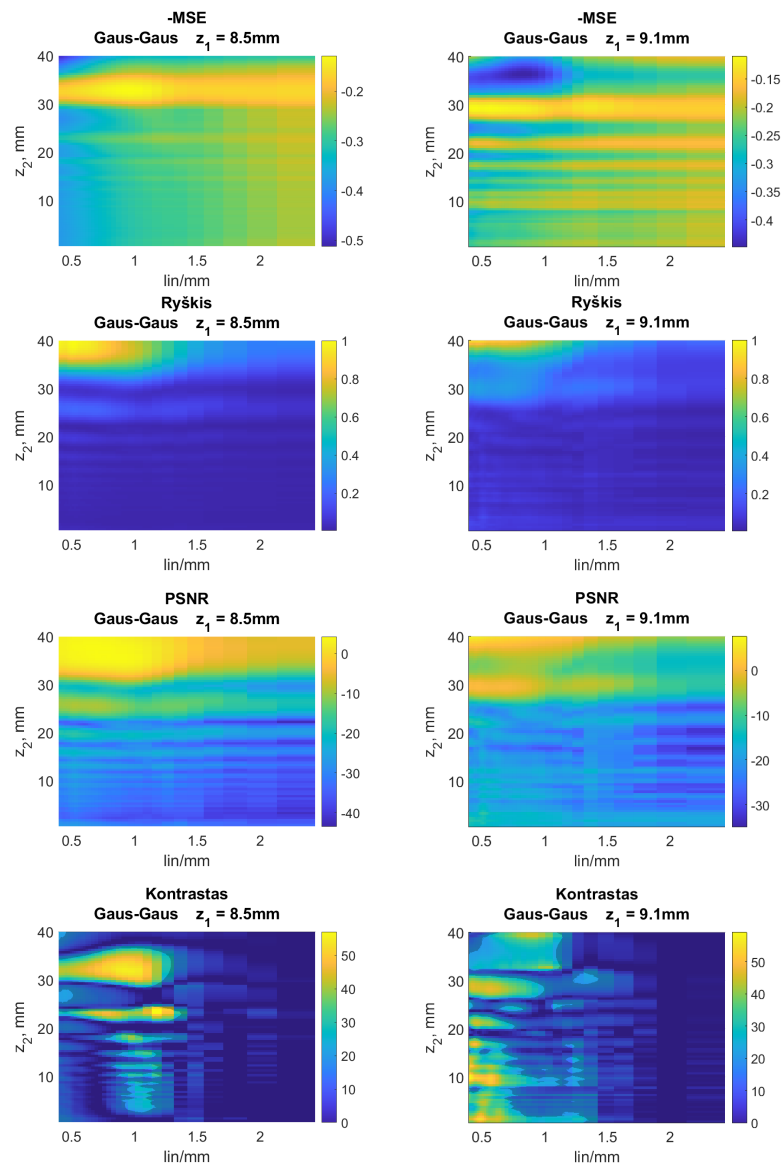 -MSE
Gaus-Gaus z1 = 8.5mm
40
30
20
10
z2, mm
0.5 1 1.5 2
lin/mm
-0.2
-0.3
-0.4
-0.5
-MSE
Gaus-Gaus z1 = 9.1mm
40
30
20
10
z2, mm
0.5 1 1.5 2
lin/mm
-0.15
-0.2
-0.25
-0.3
-0.35
-0.4
Ryškis
Gaus-Gaus z1 = 8.5mm
40
30
20
10
z2, mm
0.5 1 1.5 2
lin/mm
1
0.8
0.6
0.4
0.2
Ryškis
Gaus-Gaus z1 = 9.1mm
40
30
20
10
z2, mm
0.5 1 1.5 2
lin/mm
1
0.8
0.6
0.4
0.2
PSNR
Gaus-Gaus z1 = 8.5mm
40
30
20
10
z2, mm
0.5 1 1.5 2
lin/mm
0
-10
-20
-30
-40
PSNR
Gaus-Gaus z1 = 9.1mm
40
30
20
10
z2, mm
0.5 1 1.5 2
lin/mm
0
-10
-20
-30
Kontrastas
Gaus-Gaus z1 = 8.5mm
40
30
20
10
z2, mm
0.5 1 1.5 2
lin/mm
50
40
30
20
10
0
Kontrastas
Gaus-Gaus z1 = 9.1mm
40
30
20
10
z2, mm
0.5 1 1.5 2
lin/mm
50
40
30
20
10
0